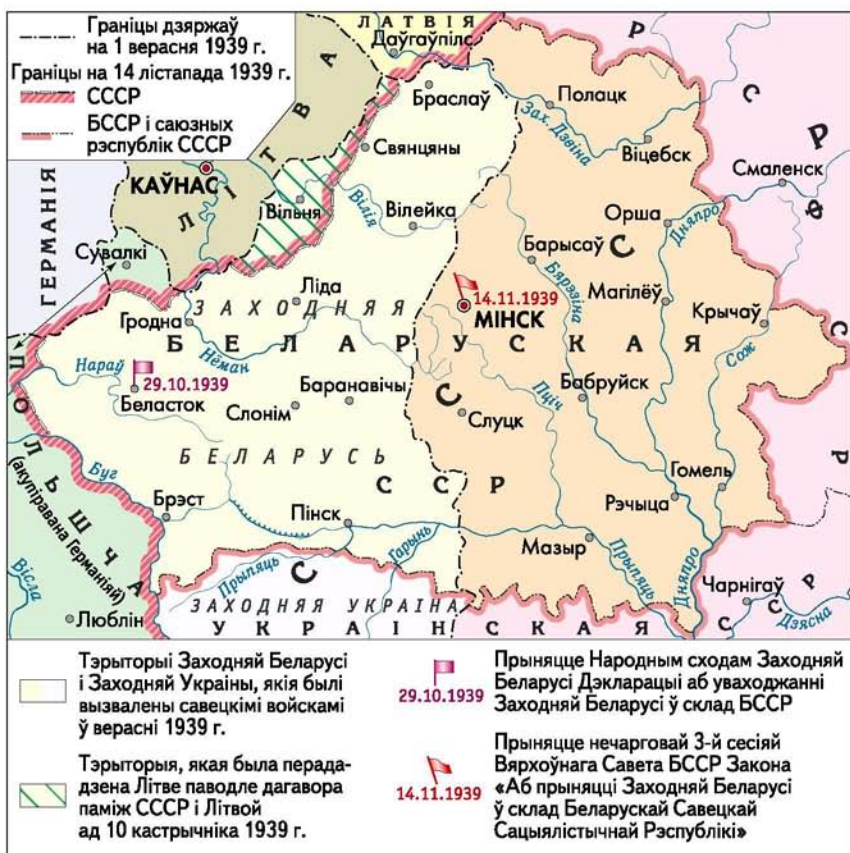 Граніцы дзяржаў
на 1 верасня 1939 г.
Граніцы на 14 лістапада 1939 г.
СССР
БССР і саюзных
рэспублік СССР
ЛАТВІЯ
Даўгаўпілс
РСФСР
Браслаў
Полацк
Зах. Дзвіна
Віцебск
Свянцяны
Смаленск
ЛІТВА
КАЎНАС
Вільня
Вілія
Вілейка
Орша
Дняпро
ГЕРМАНІЯ
Сувалкі
Барысаў
Бярэзіна
Ліда
14.11.1939
МІНСК
Магілёў
Крычаў
ЗАХОДНЯЯ
Гродна
БЕЛАРУСКАЯ
Нёман
Сож
Нараў
29.10.1939
Беласток
Баранавічы
Слонім
Пціч
Бабруйск
Слуцк
БЕЛАРУСЬ
ССР
Буг
Гомель
Рэчыца
Брэст
Пінск
Гарынь
Мазыр
Прыпяць
Дняпро
Прыпяць
ПОЛЬШЧА
(акупіравана Германіяй)
Вісла
Люблін
Чарнігаў
Дзясна
ЗАХОДНЯЯ УКРАІНА
УКРАІНСКАЯ ССР
СССР
Тэрыторыі Заходняй Беларусі
і Заходняй Украіны, якія былі
вызвалены савецкімі войскамі
ў верасні 1939 г.
Тэрыторыя, якая была перада-
дзена Літве паводле дагавора
паміж СССР і Літвой
ад 10 кастрычніка 1939 г.
29.10.1939
Прыняцце Народным сходам Заходняй
Беларусі Дэкларацыі аб уваходжанні
Заходняй Беларусі ў склад БССР
14.11.1939
Прыняцце нечарговай 3-й сесіяй
Вярхоўнага Савета БССР Закона
«Аб прыняцці Заходняй Беларусі
ў склад Беларускай Савецкай
Сацыялістычнай Рэспублікі»